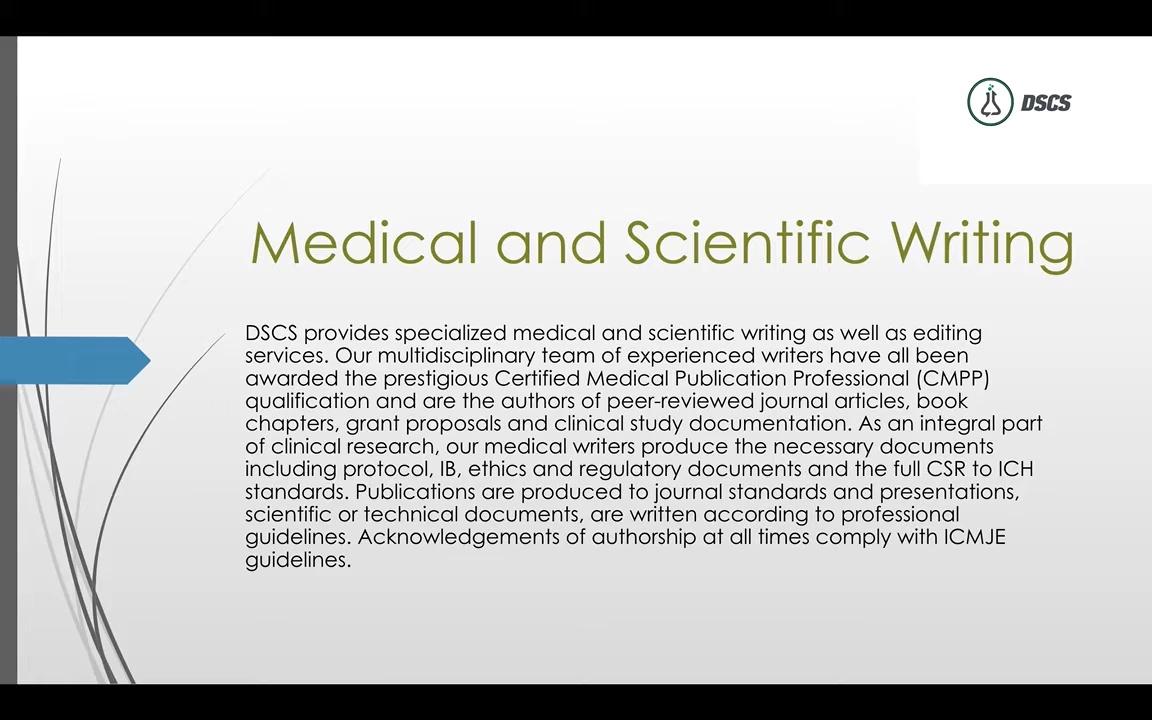 DSCS
Medical and Scientific Writing
DSCS provides specialized medical and scientific writing as well as editing
services. Our multidisciplinary team of experienced writers have all been
awarded the prestigious Certified Medical Publication Professional (CMPP)
qualification and are the authors of peer-reviewed journal articles, book
chapters, grant proposals and clinical study documentation. As an integral part
of clinical research, our medical writers produce the necessary documents
including protocol, IB, ethics and regulatory documents and the full CSR to ICH
standards. Publications are produced to journal standards and presentations,
scientific or technical documents, are written according to professional
guidelines. Acknowledgements of authorship at all times comply with ICMJE
guidelines.